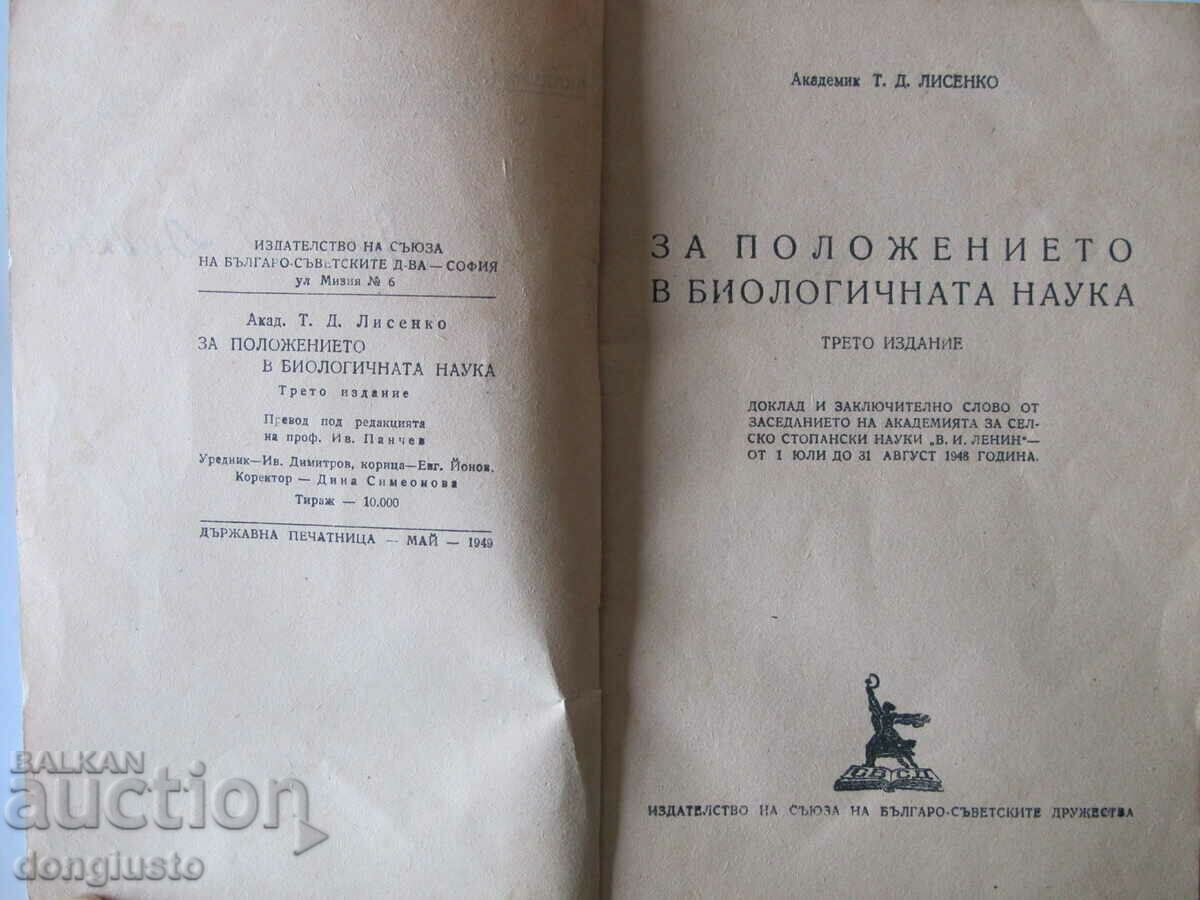 ИЗДАТЕЛСТВО НА СЪЮЗА
НА БЪЛГАРО-СЪВЕТСКИТЕ Д-ВА — СОФИЯ
ул Мизия № 6
Акад. Т. Д. Лисенко
ЗА ПОЛОЖЕНИЕТО
В БИОЛОГИЧНАТА НАУКА
Трето издание
Превод под редакцията
на проф. Ив. Панчев
Уредник—Ив. Димитров, корица—Евг. Йонов.
Коректор — Дина Симеонова
Тираж — 10.000
ДЪРЖАВНА ПЕЧАТНИЦА — МАЙ — 1949
Академик Т. Д. ЛИСЕНКО
ЗА ПОЛОЖЕНИЕТО
В БИОЛОГИЧНАТА НАУКА
ТРЕТО ИЗДАНИЕ
ДОКЛАД И ЗАКЛЮЧИТЕЛНО СЛОВО ОТ
ЗАСЕДАНИЕТО НА АКАДЕМИЯТА ЗА СЕЛ-
СКО СТОПАНСКИ НАУКИ „В. И. ЛЕНИН"—
ОТ 1 ЮЛИ ДО 31 АВГУСТ 1948 ГОДИНА.
СБСД
ИЗДАТЕЛСТВО НА СЪЮЗА НА БЪЛГАРО-СЪВЕТСКИТЕ ДРУЖЕСТВА
BALKAN
auction
dongiusto